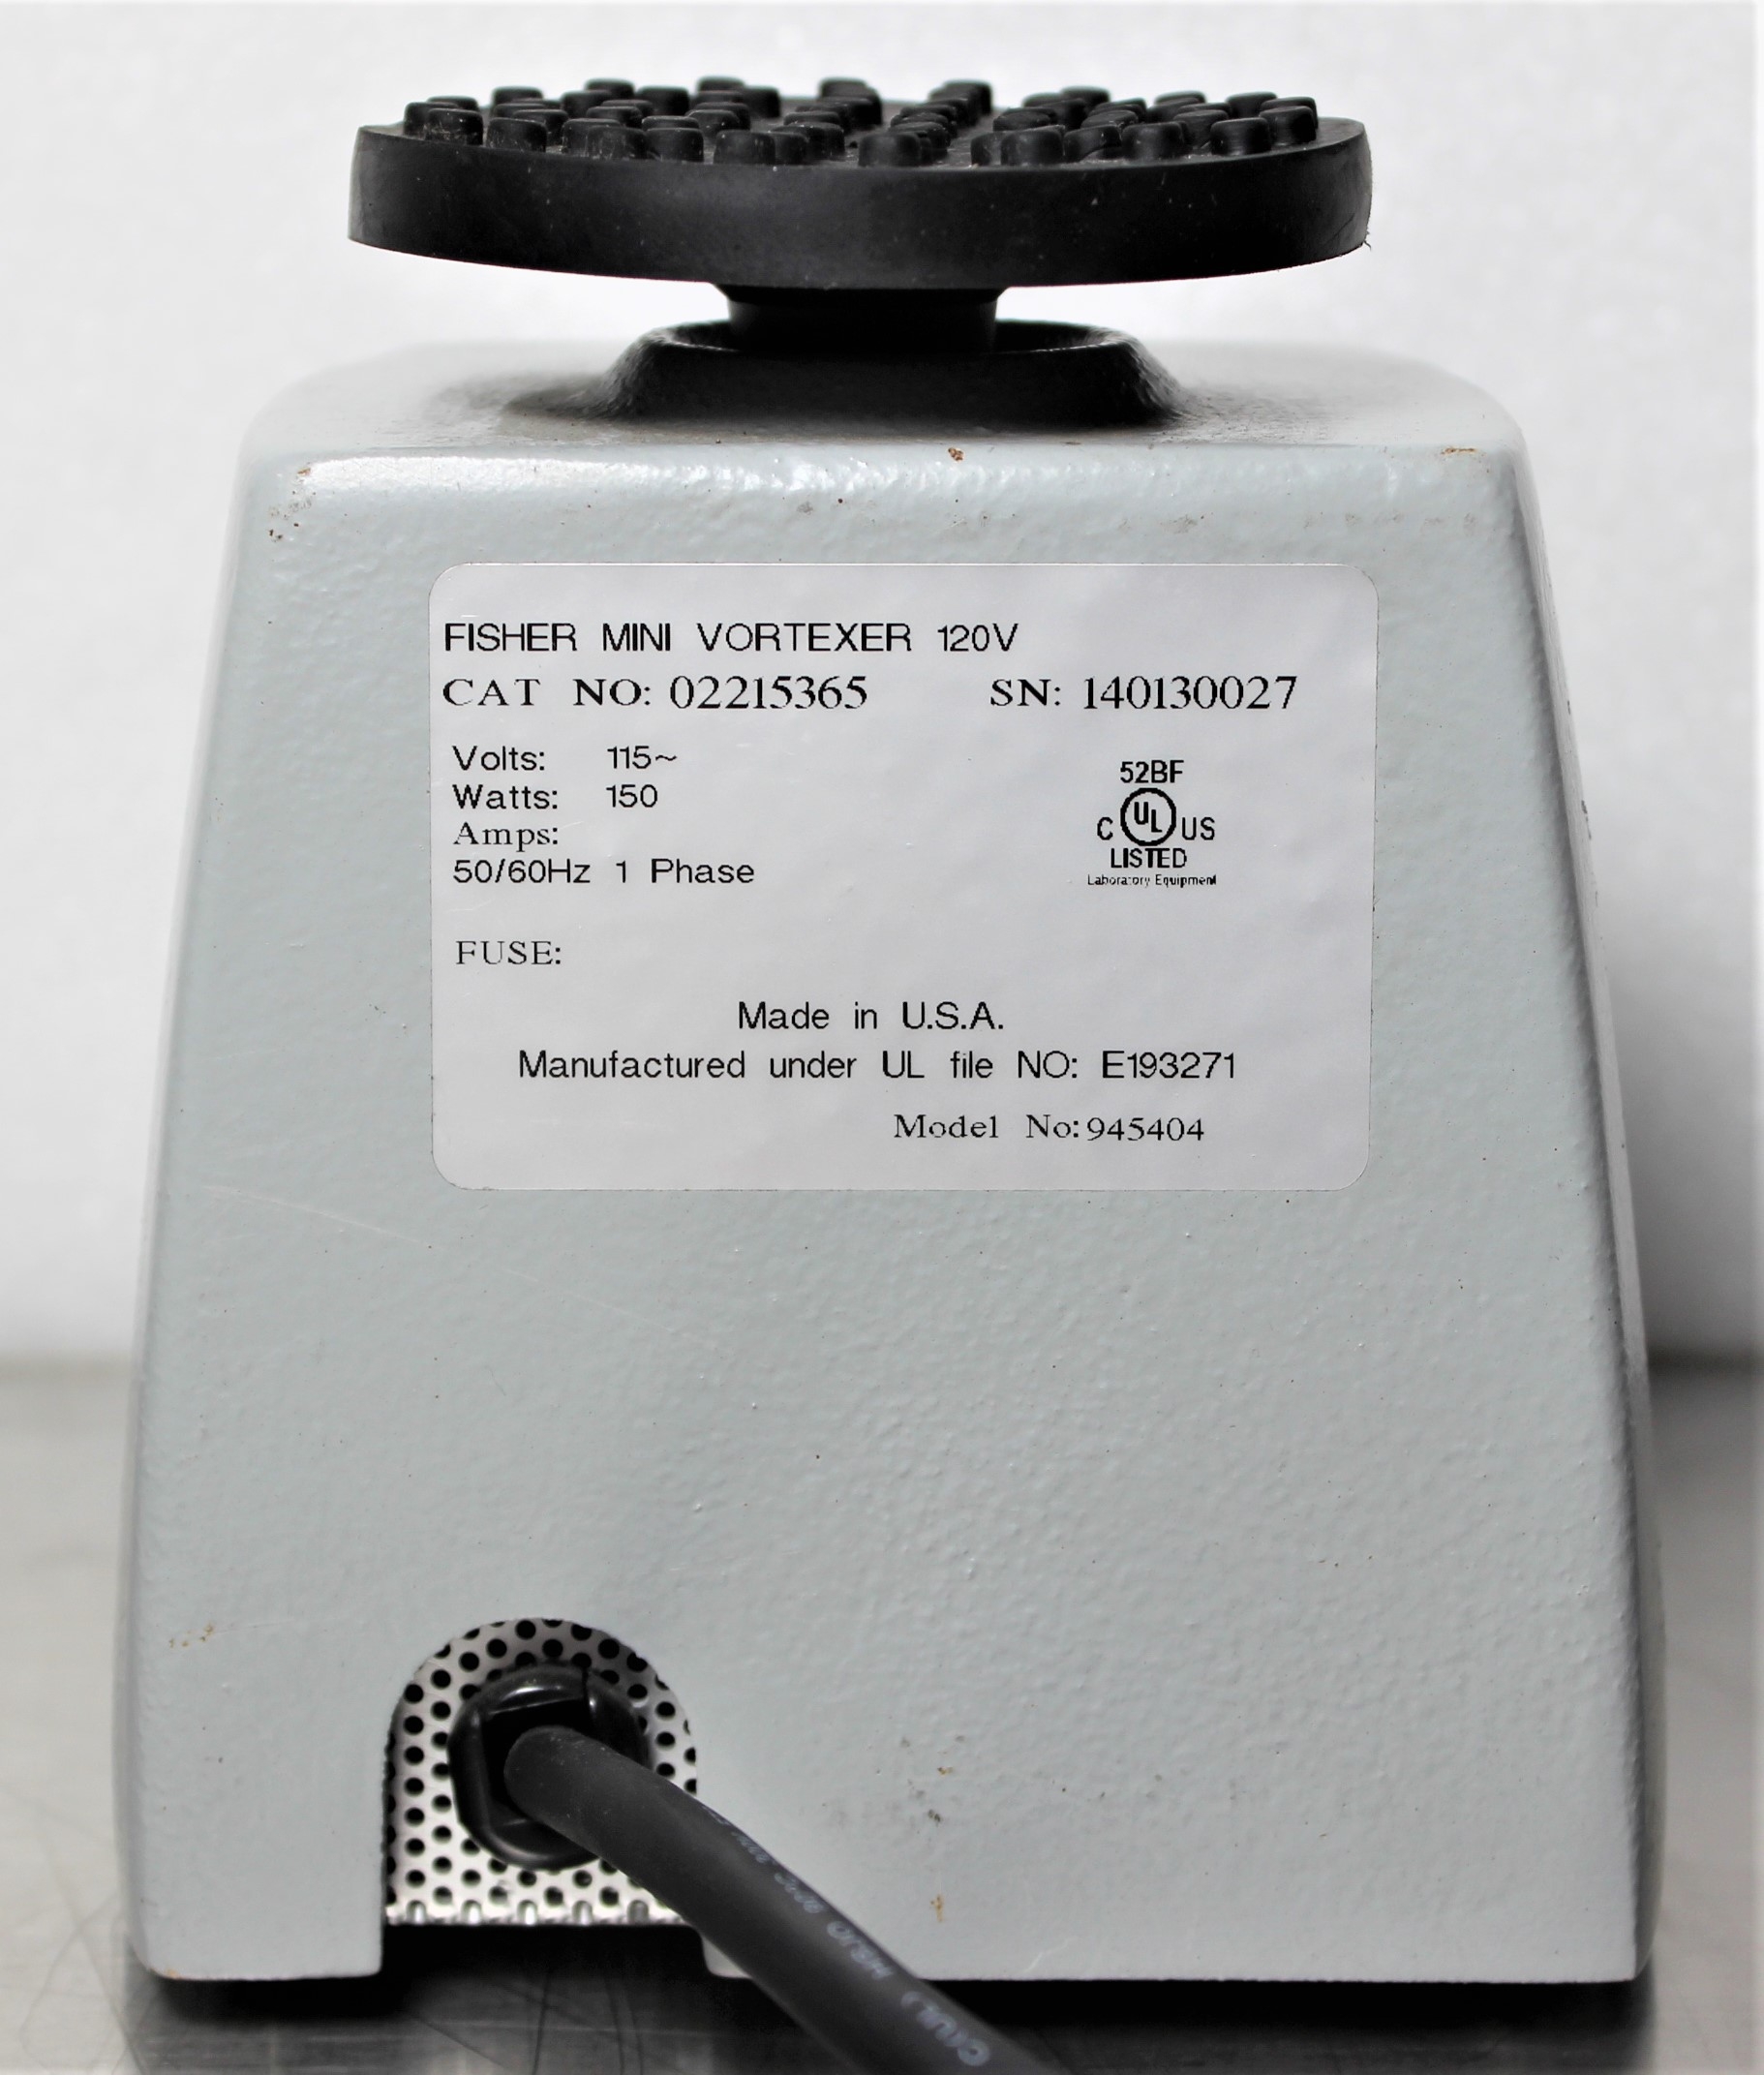 FISHER MINI VORTEXER 120V
CAT NO: 02215365 SN: 140130027
Volts: 115~
Watts: 150
Amps:
50/60Hz 1 Phase
52BF
C UL US
LISTED
Laboratory Equipment
FUSE:
Made in U.S.A.
Manufactured under UL file NO: E193271
Model No: 945404